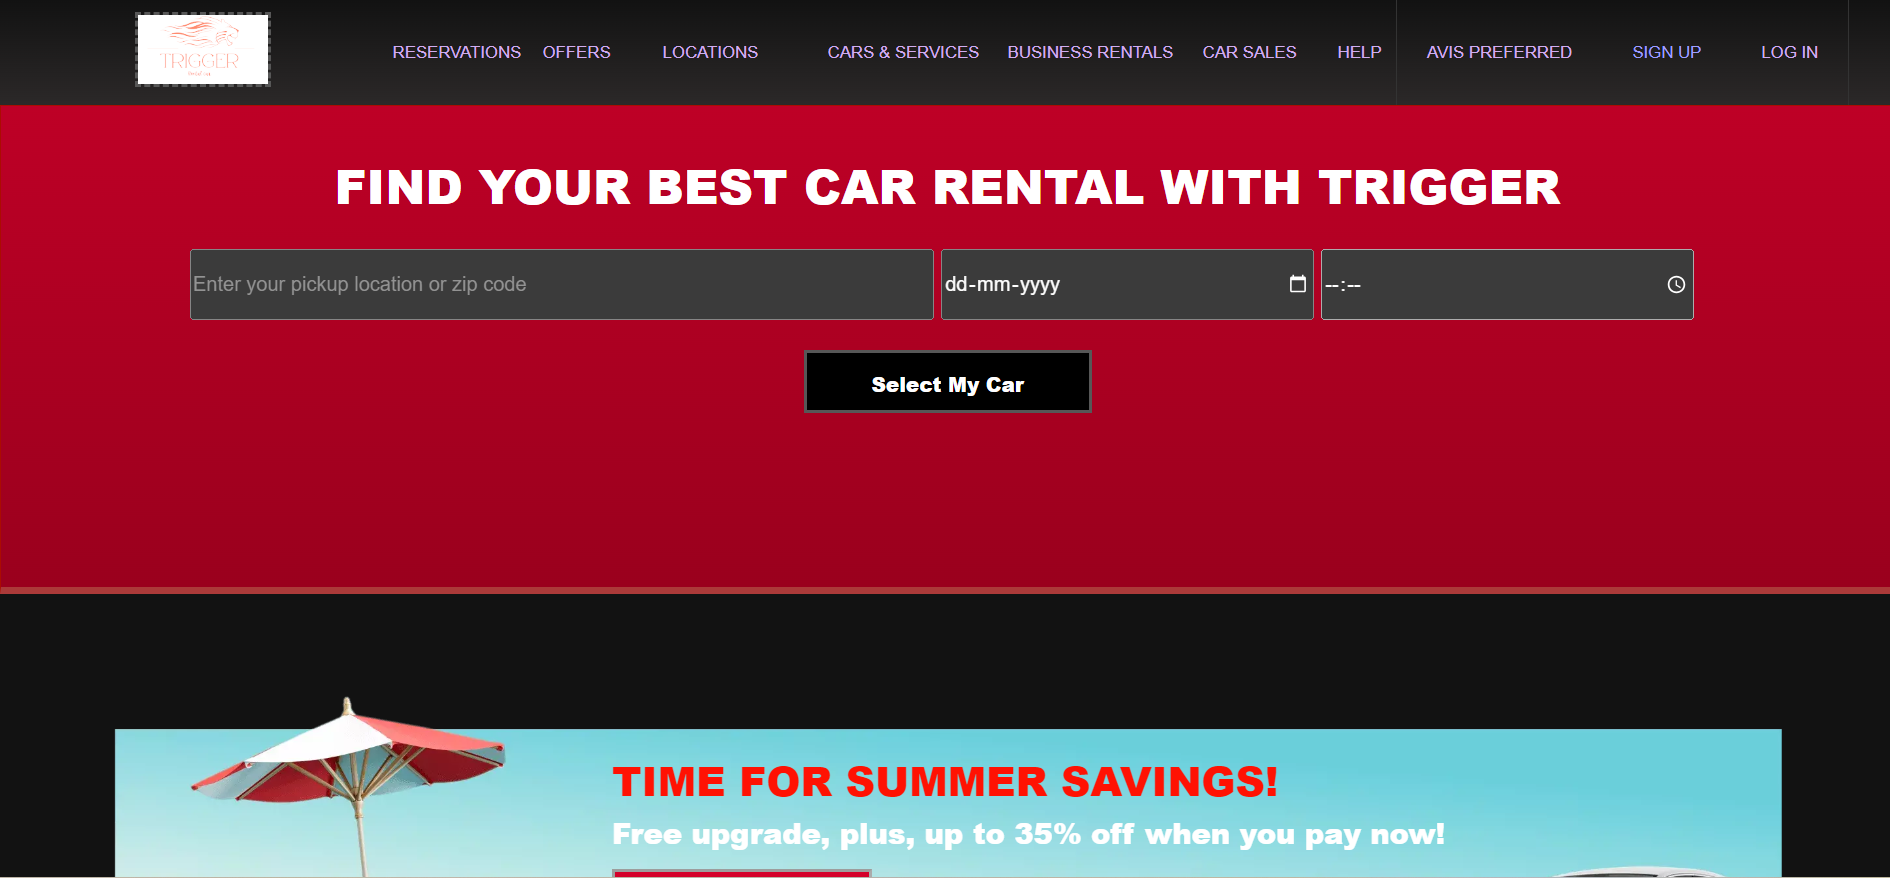 TRIGGER
RESERVATIONS OFFERS LOCATIONS CARS & SERVICES BUSINESS RENTALS CAR SALES HELP AVIS PREFERRED SIGN UP LOG IN
FIND YOUR BEST CAR RENTAL WITH TRIGGER
Enter your pickup location or zip code dd-mm-yyyy --:--
Select My Car
TIME FOR SUMMER SAVINGS!
Free upgrade, plus, up to 35% off when you pay now!